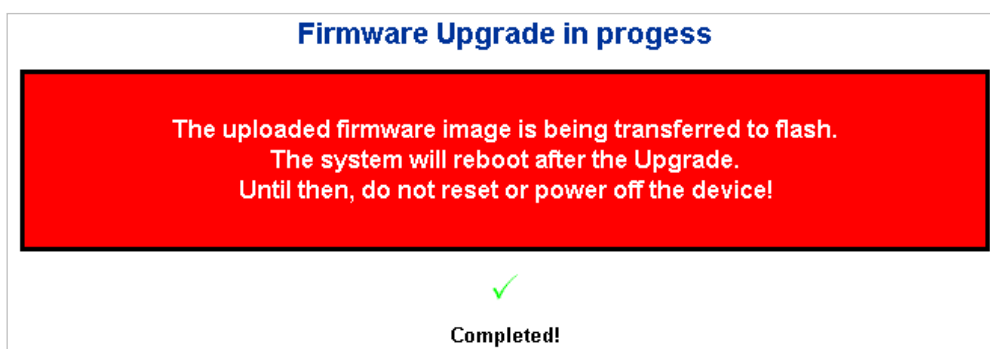 Firmware Upgrade in progess
The uploaded firmware image is being transferred to flash.
The system will reboot after the Upgrade.
Until then, do not reset or power off the device!
Completed!